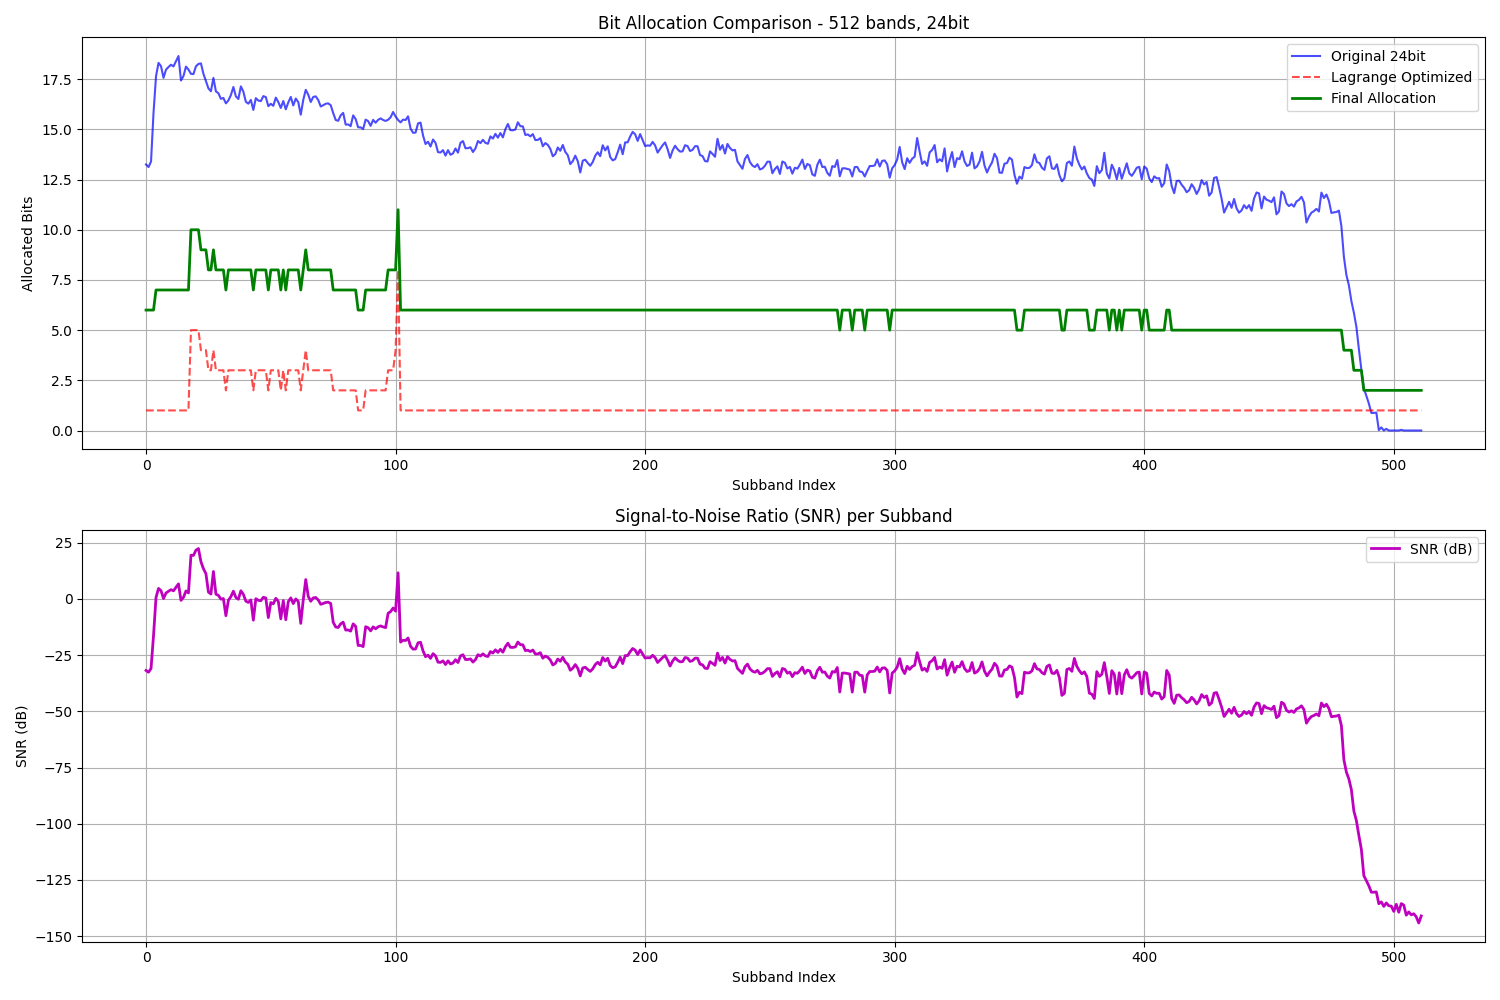 Bit Allocation Comparison - 512 bands, 24bit
Original 24bit
Lagrange Optimized
Final Allocation
Allocated Bits
17.5
15.0
12.5
10.0
7.5
5.0
2.5
0.0
0 100 200 300 400 500
Subband Index
Signal-to-Noise Ratio (SNR) per Subband
SNR (dB)
SNR (dB)
25
0
−25
−50
−75
−100
−125
−150
0 100 200 300 400 500
Subband Index